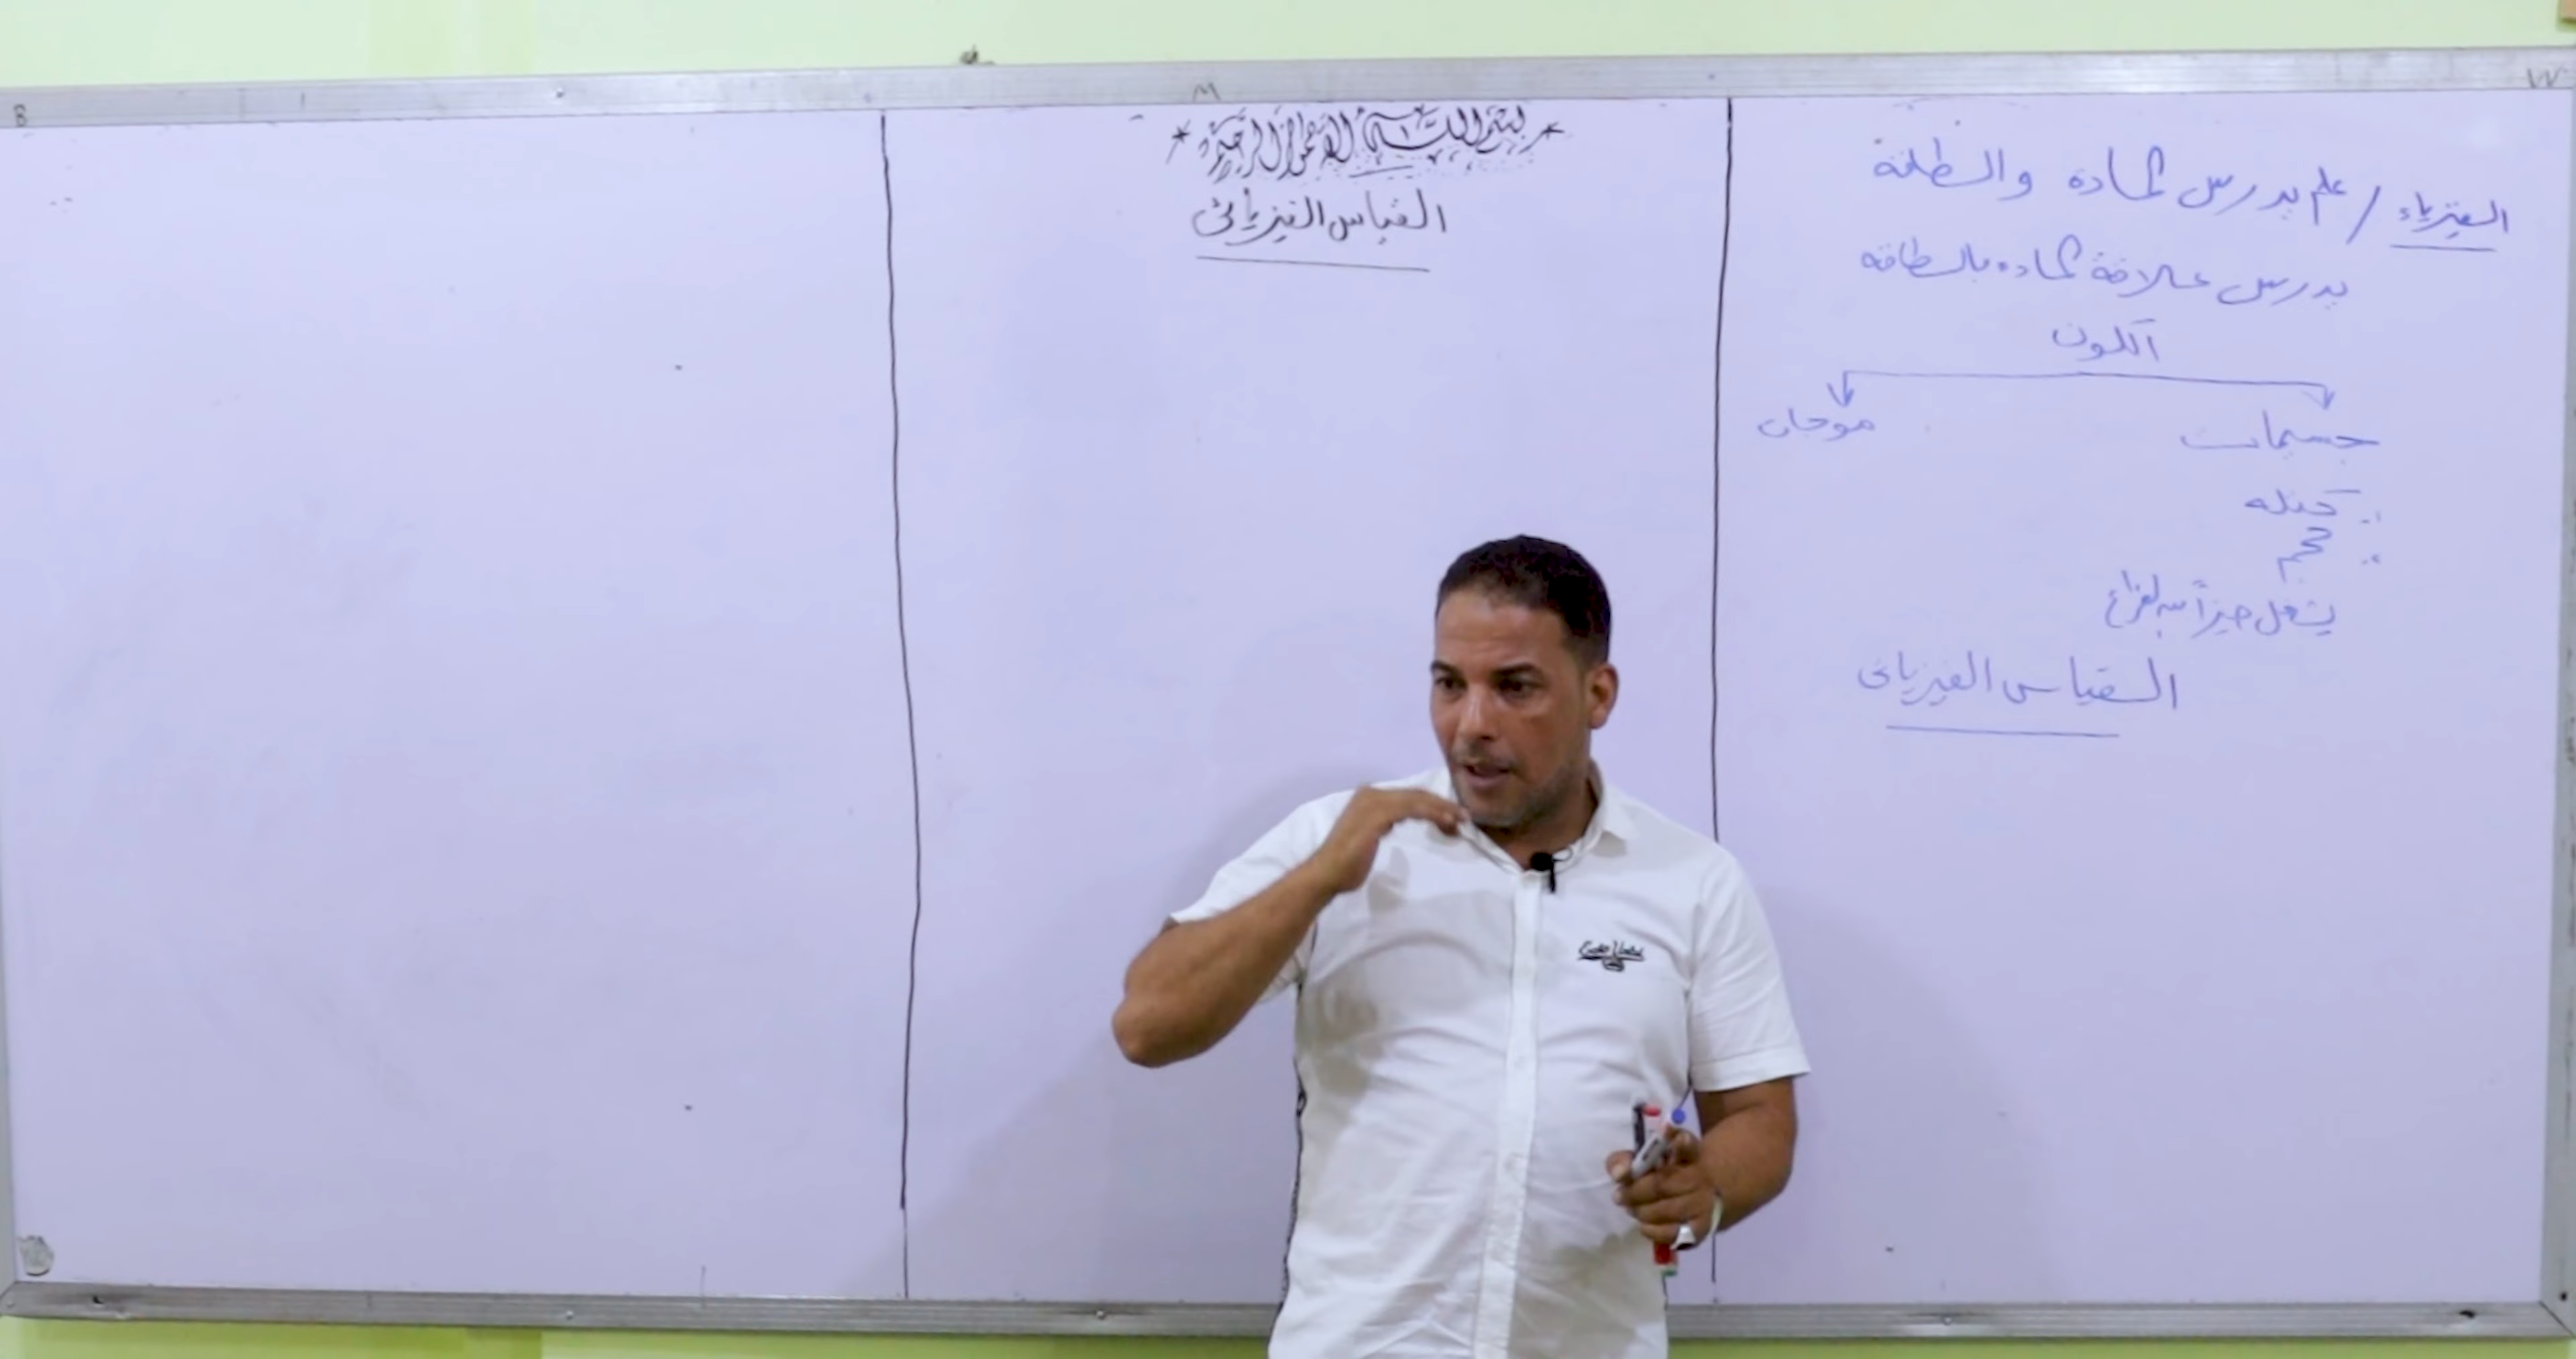 * بسم الله الرحمن الرحيم *
القياس الفيزيائي
الفيزياء / علم يدرس المادة والطاقة
يدرس علاقة المادة بالطاقة
الكون
جسيمات
موجات
كتله
حجم
يشغل حيزاً من الفراغ
القياس الفيزيائي
B
M
W